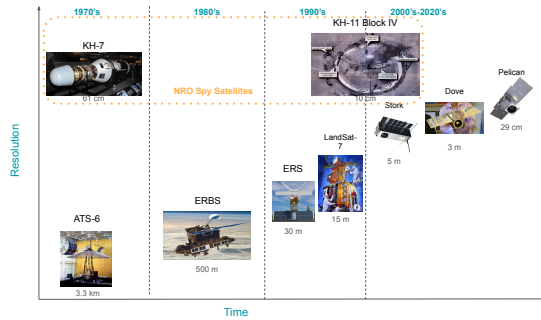 1970's
1980's
1990's
2000's-2020's
KH-7
61 cm
NRO Spy Satellites
KH-11 Block IV
10 cm
Stork
5 m
Dove
3 m
Pelican
29 cm
Resolution
ATS-6
3.3 km
ERBS
500 m
ERS
30 m
LandSat-
7
15 m
Time